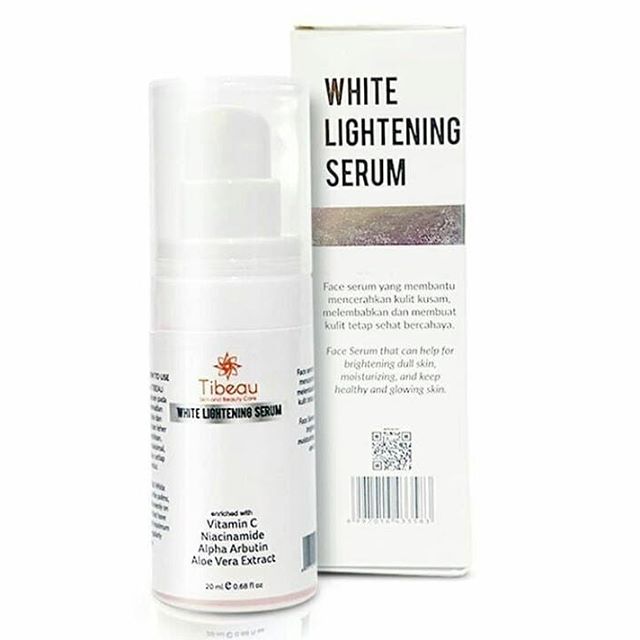 WHITE
LIGHTENING
SERUM
Face serum yang membantu
mencerahkan kulit kusam,
melembabkan dan membuat
kulit tetap sehat bercahaya.
Face Serum that can help for
brightening dull skin,
moisturizing, and keep
healthy and glowing skin.
Tibeau
Skin and Beauty Care
WHITE LIGHTENING SERUM
enriched with
Vitamin C
Niacinamide
Alpha Arbutin
Aloe Vera Extract
20 ml ℮ 0.68 fl oz
TO USE